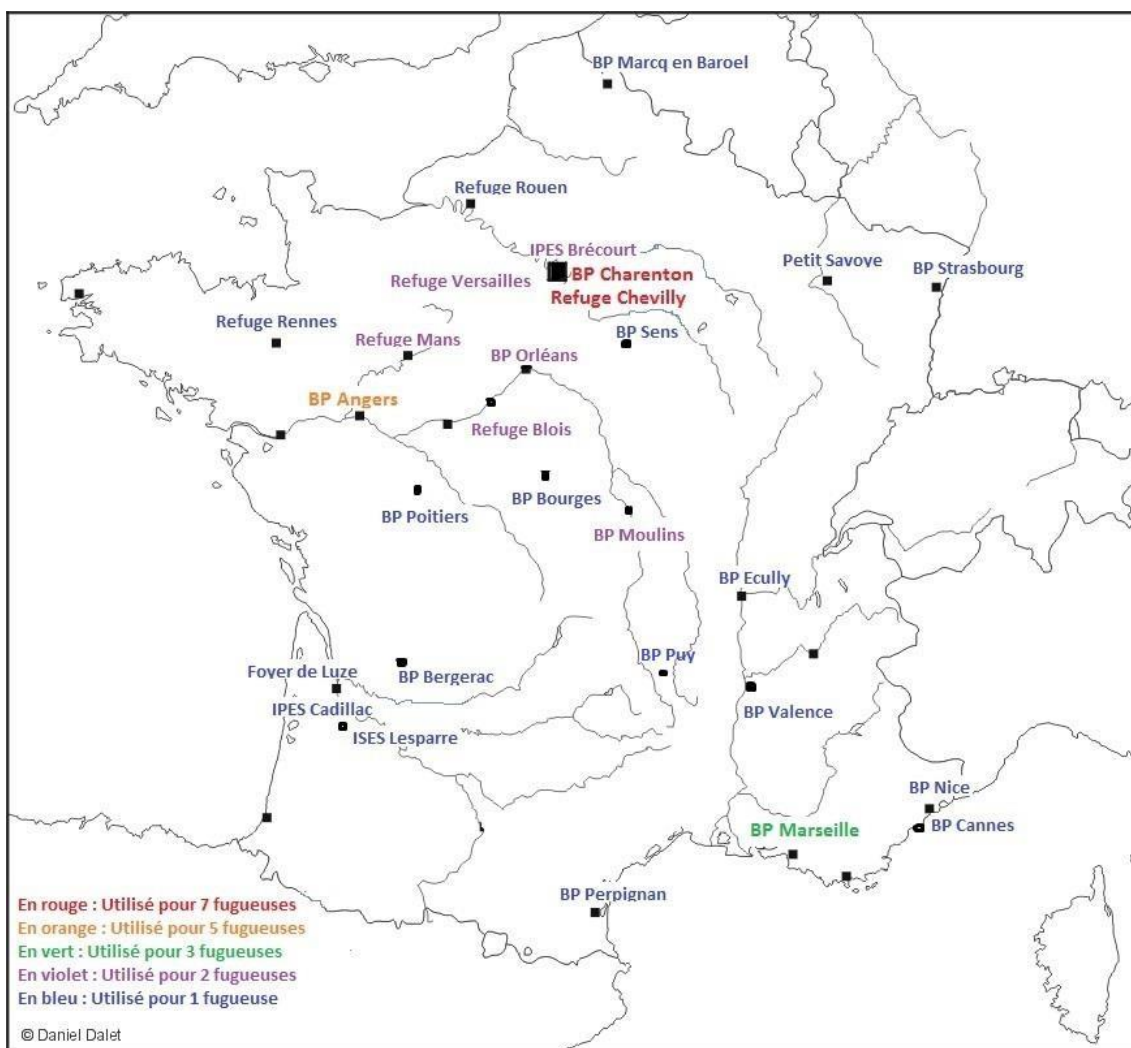 BP Marcq en Baroel
Refuge Rouen
IPES Brécourt
Refuge Versailles
BP Charenton
Refuge Chevilly
Petit Savoye
BP Strasbourg
Refuge Rennes
Refuge Mans
BP Sens
BP Orléans
BP Angers
Refuge Blois
BP Poitiers
BP Bourges
BP Moulins
BP Ecully
Foyer de Luze
BP Bergerac
BP Puy
IPES Cadillac
BP Valence
ISES Lesparre
BP Nice
BP Marseille
BP Cannes
BP Perpignan
En rouge : Utilisé pour 7 fugueuses
En orange : Utilisé pour 5 fugueuses
En vert : Utilisé pour 3 fugueuses
En violet : Utilisé pour 2 fugueuses
En bleu : Utilisé pour 1 fugueuse
© Daniel Dalet